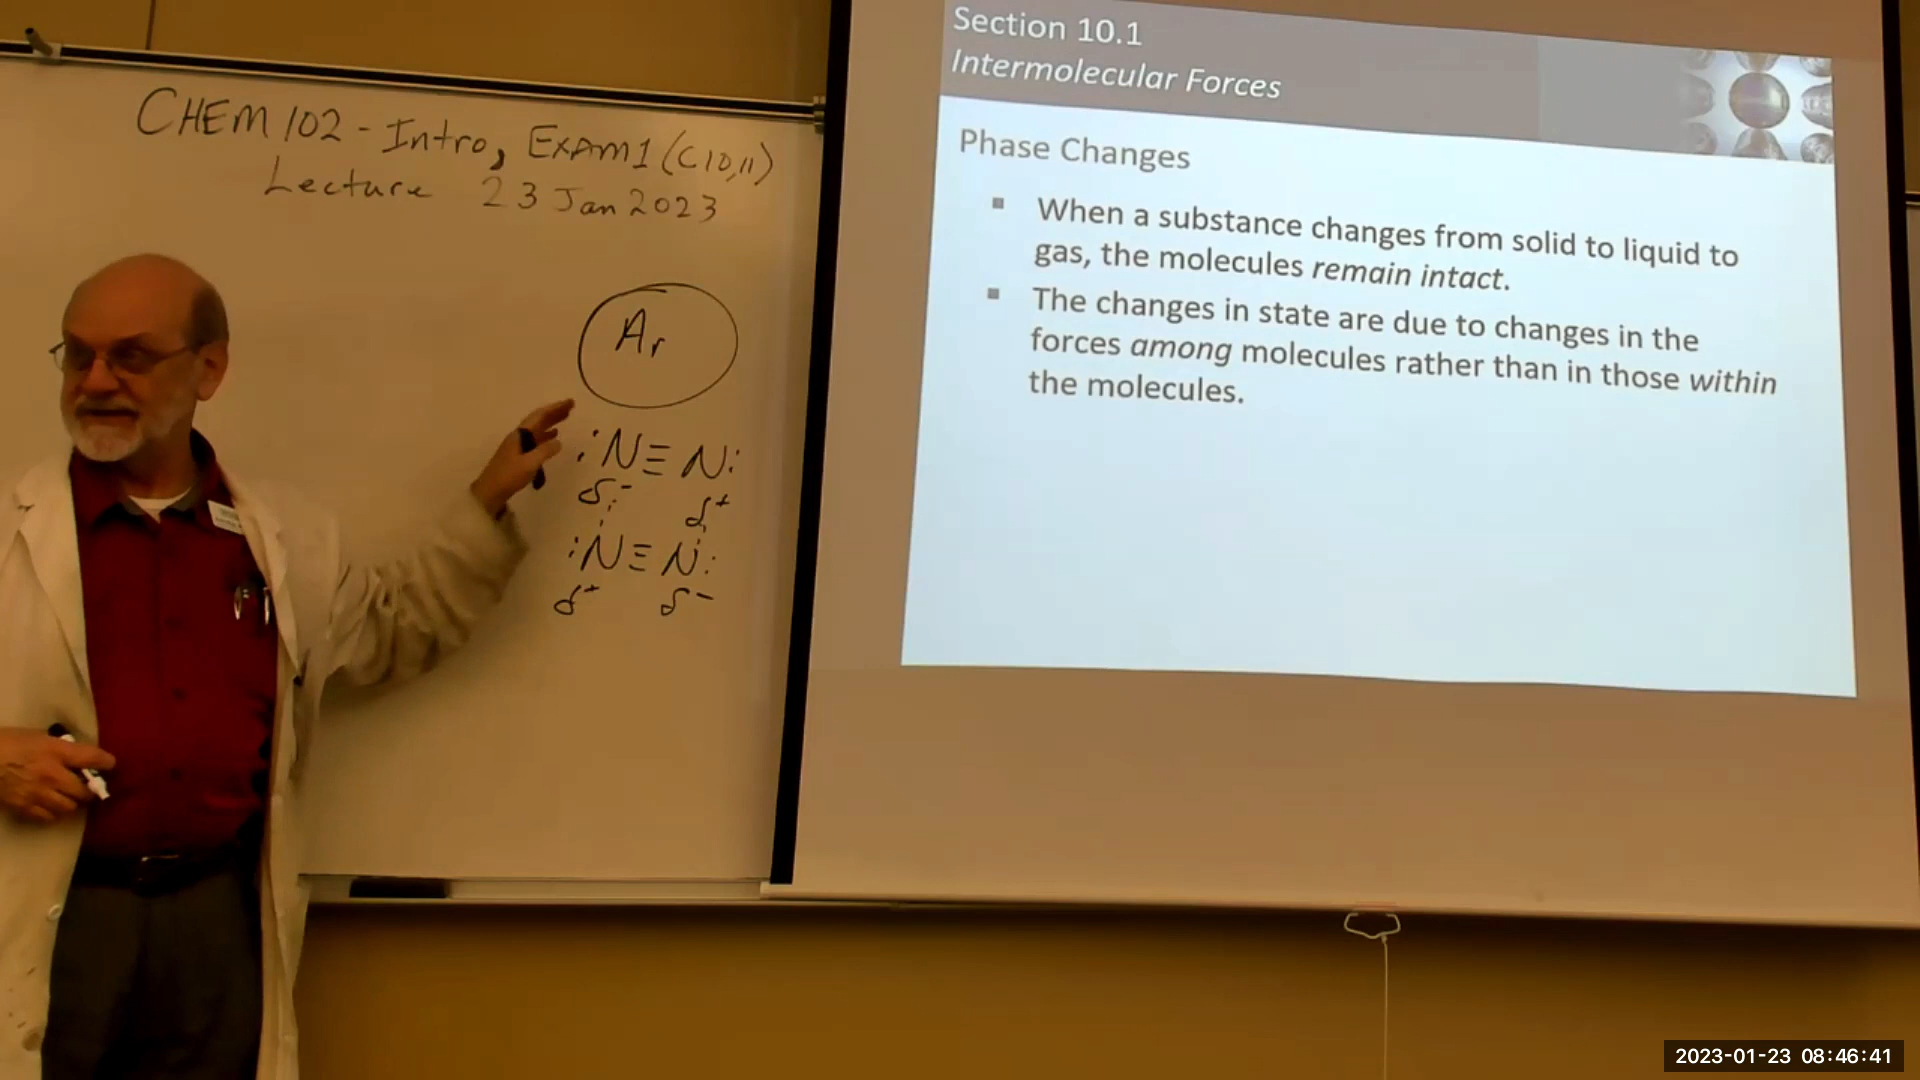 CHEM 102 - Intro, EXAM 1 (C10,11)
Lecture 23 Jan 2023
Ar
:N≡N:
δ- δ+
:N≡N:
δ+ δ-
Section 10.1
Intermolecular Forces
Phase Changes
▪ When a substance changes from solid to liquid to
gas, the molecules remain intact.
▪ The changes in state are due to changes in the
forces among molecules rather than in those within
the molecules.
2023-01-23 08:46:41